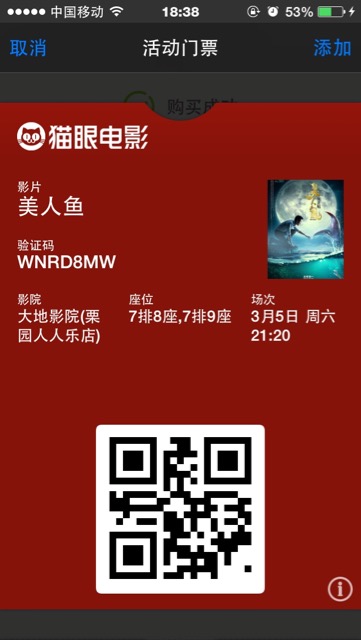 中国移动 18:38 53%
取消 活动门票 添加
购买成功
猫眼电影
影片
美人鱼
验证码
WNRD8MW
影院 座位 场次
大地影院(栗 7排8座,7排9座 3月5日 周六
园人人乐店) 21:20